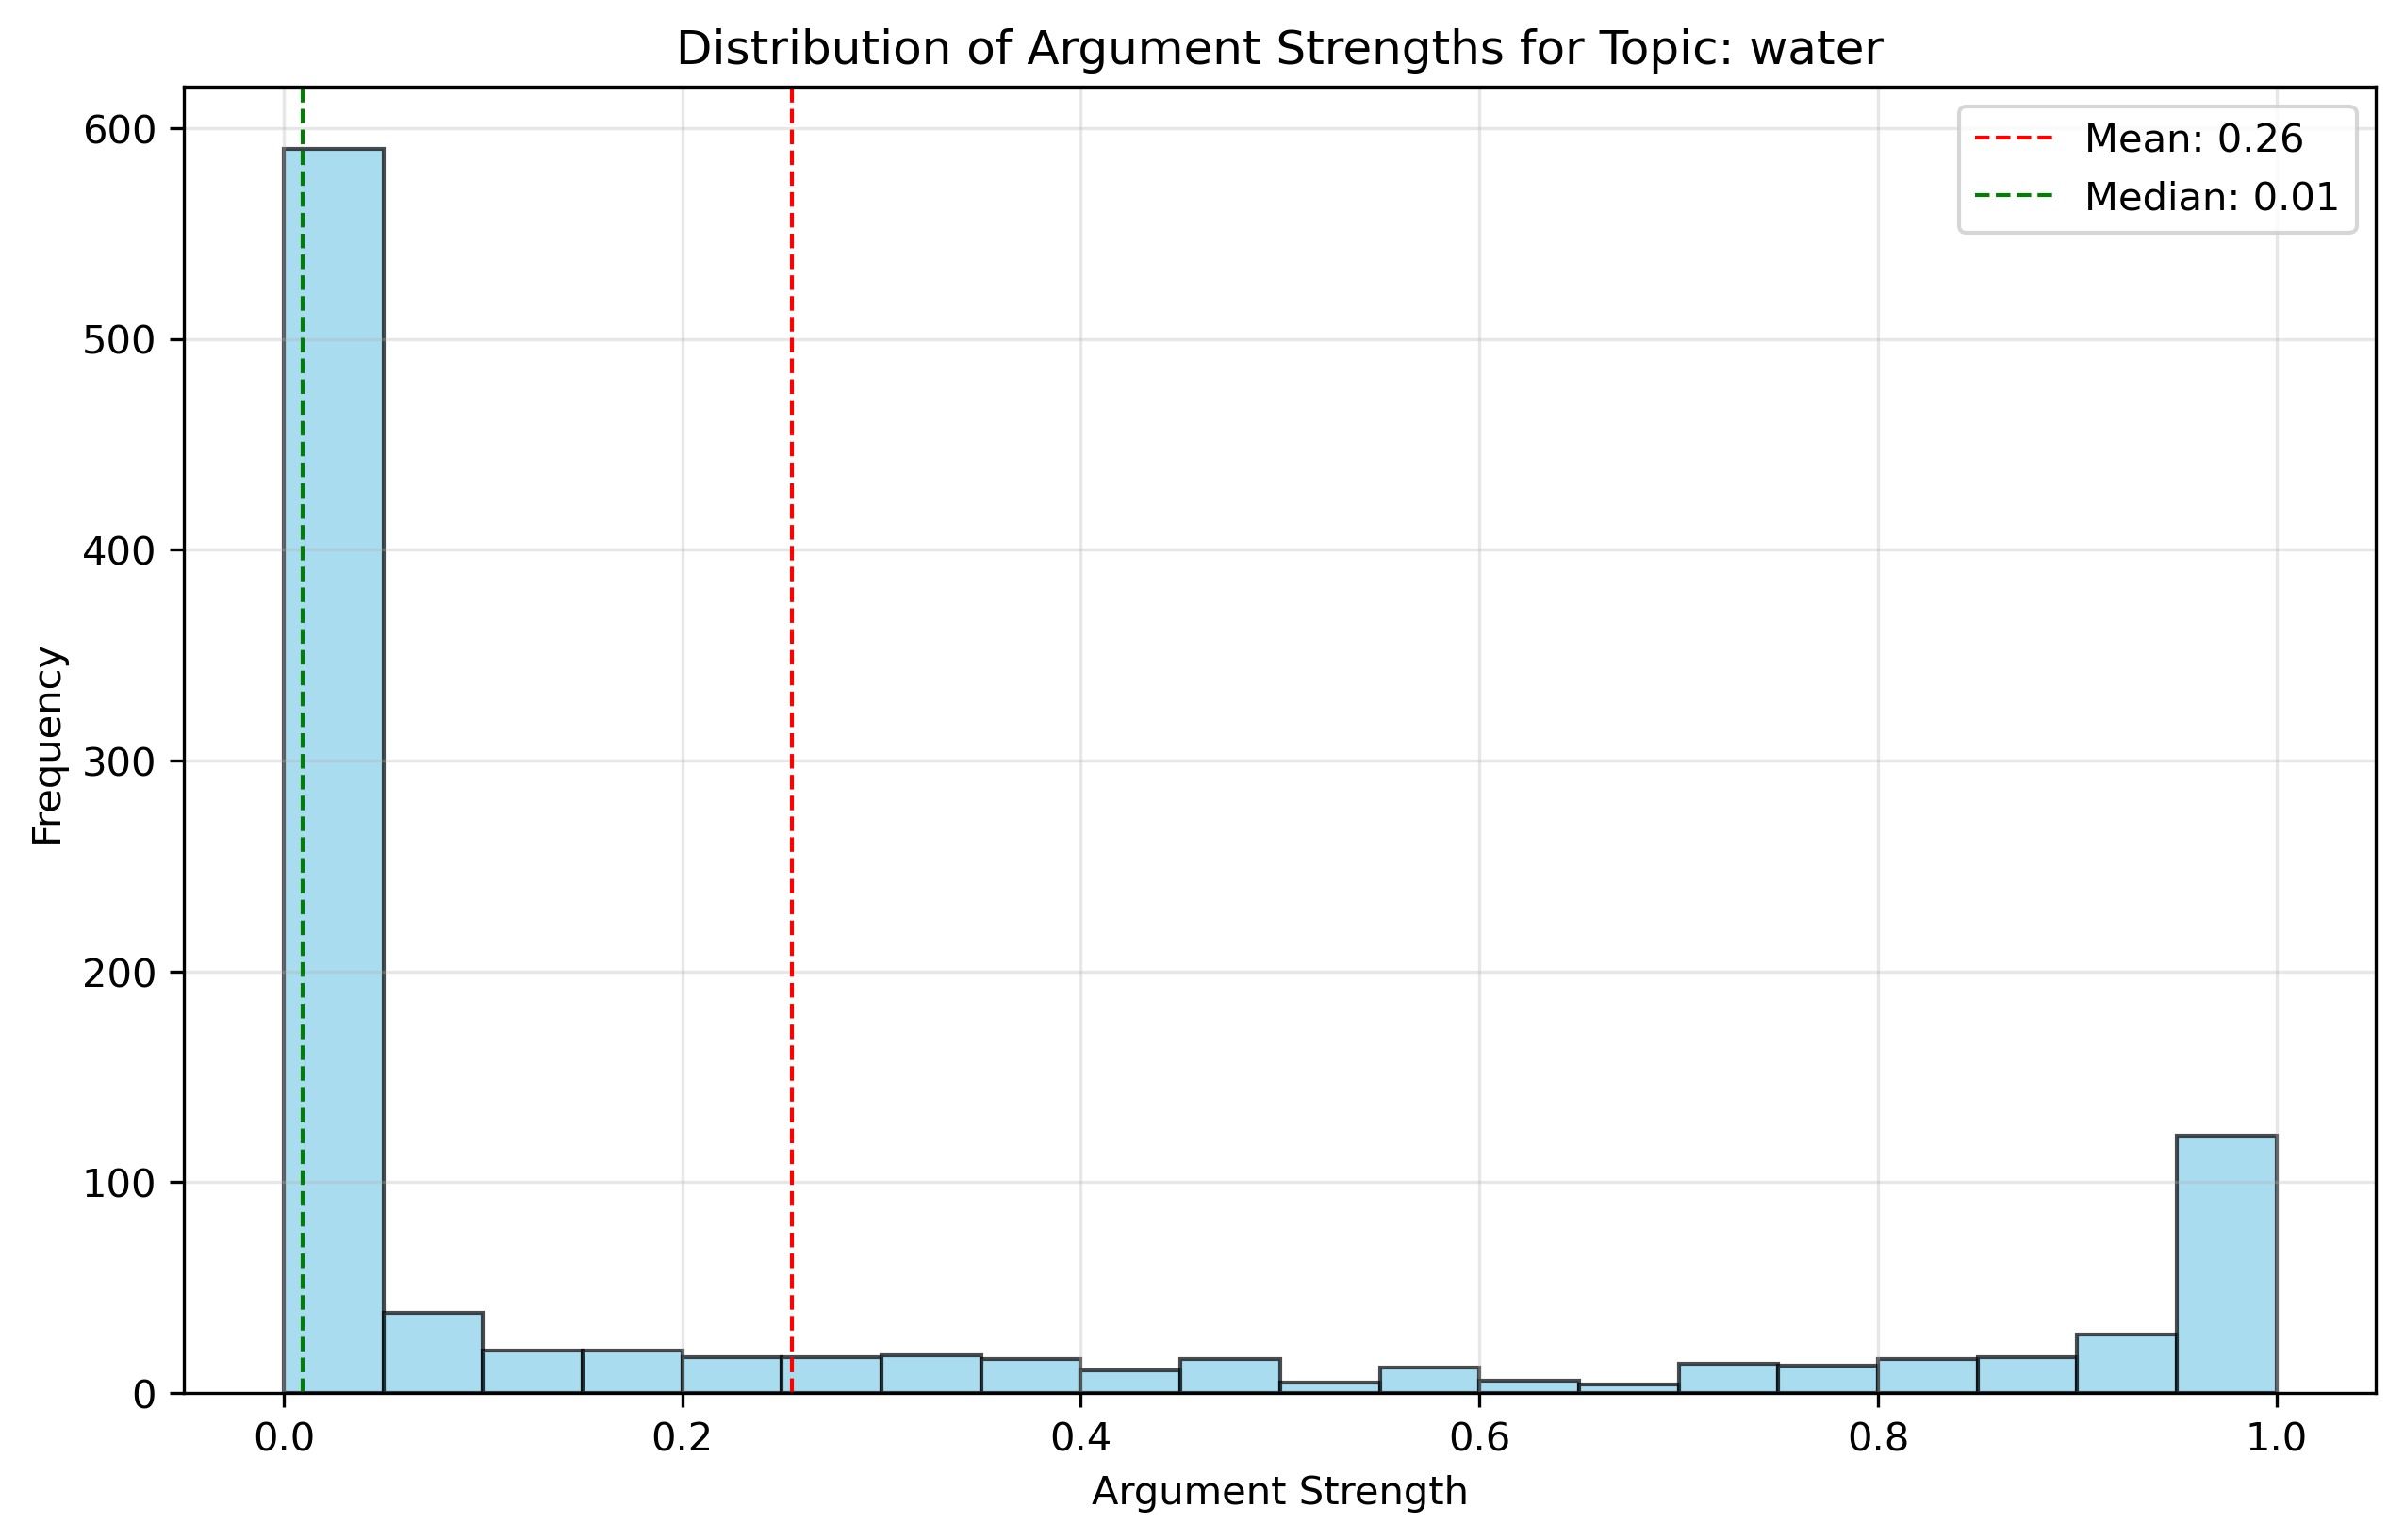 Distribution of Argument Strengths for Topic: water
Mean: 0.26
Median: 0.01
Frequency
600
500
400
300
200
100
0
0.0 0.2 0.4 0.6 0.8 1.0
Argument Strength